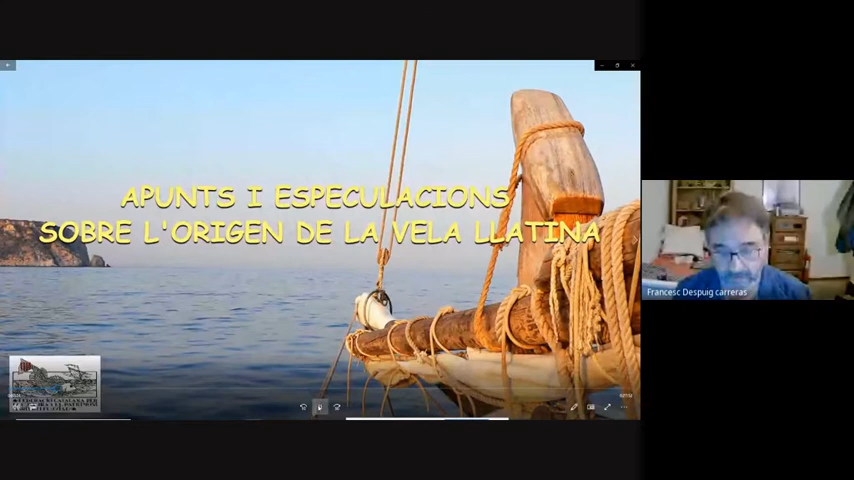 APUNTS I ESPECULACIONS
SOBRE L'ORIGEN DE LA VELA LLATINA
Francesc Despuig carreras